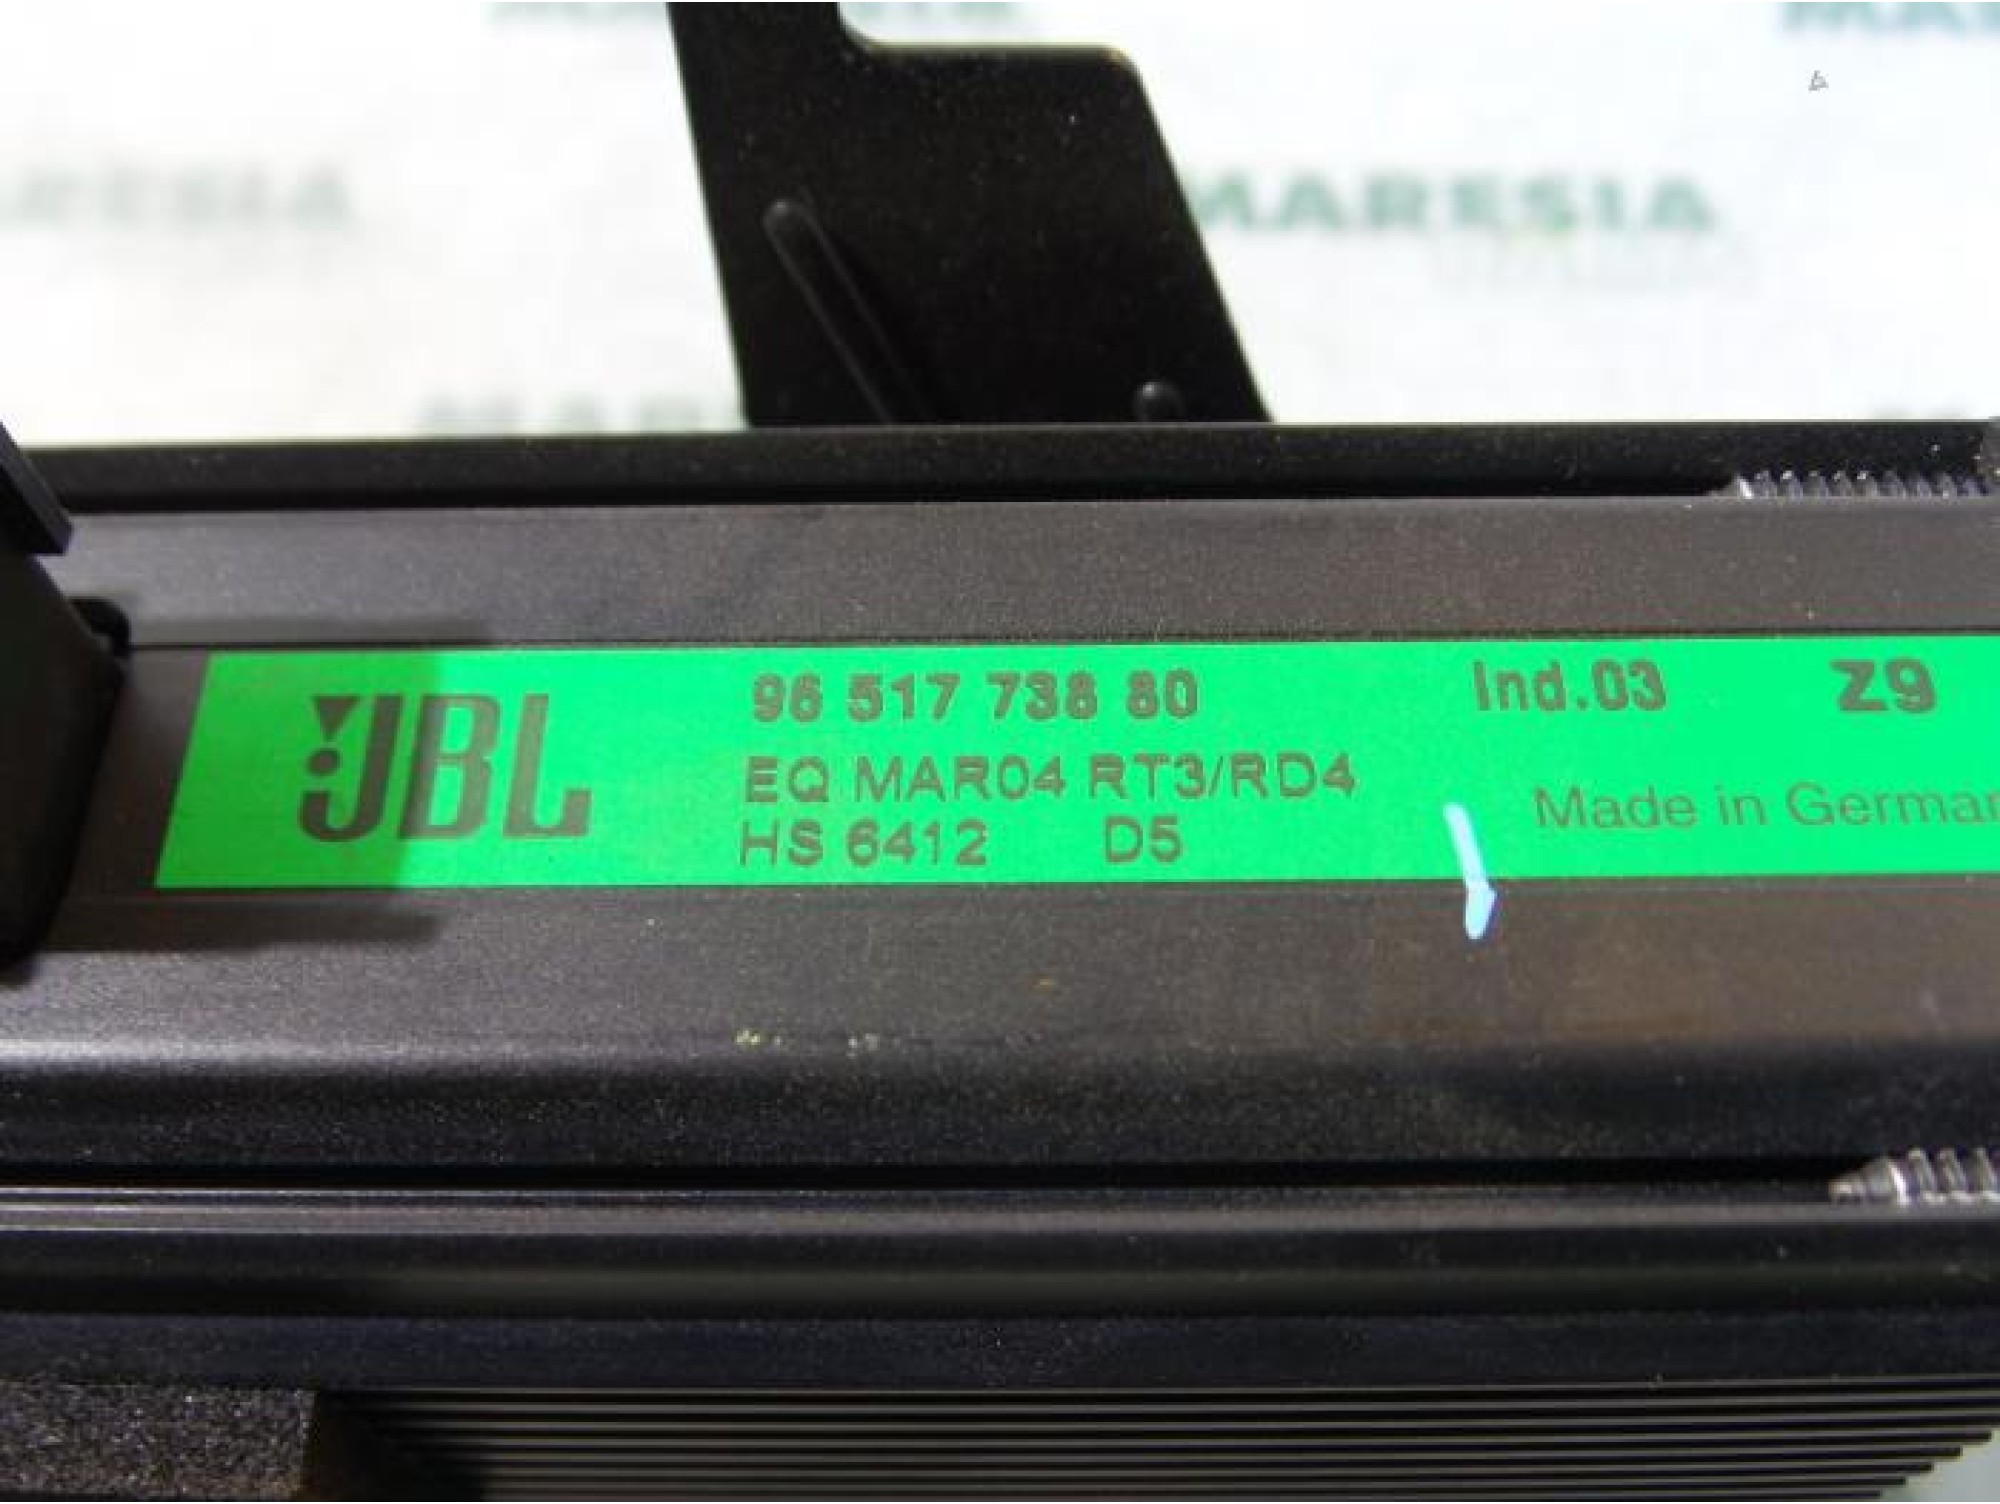 MARESIA
MARESIA
JBL
96 517 738 80 Ind.03 Z9
EQ MAR04 RT3/RD4
HS 6412 D5
Made in German